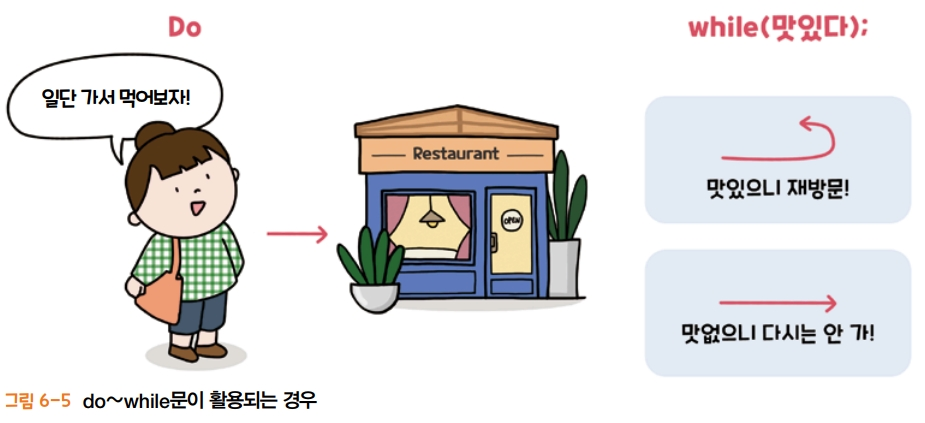 Do
while(맛있다);
일단 가서 먹어보자!
Restaurant
OPEN
맛있으니 재방문!
맛없으니 다시는 안 가!
그림 6-5 do~while문이 활용되는 경우